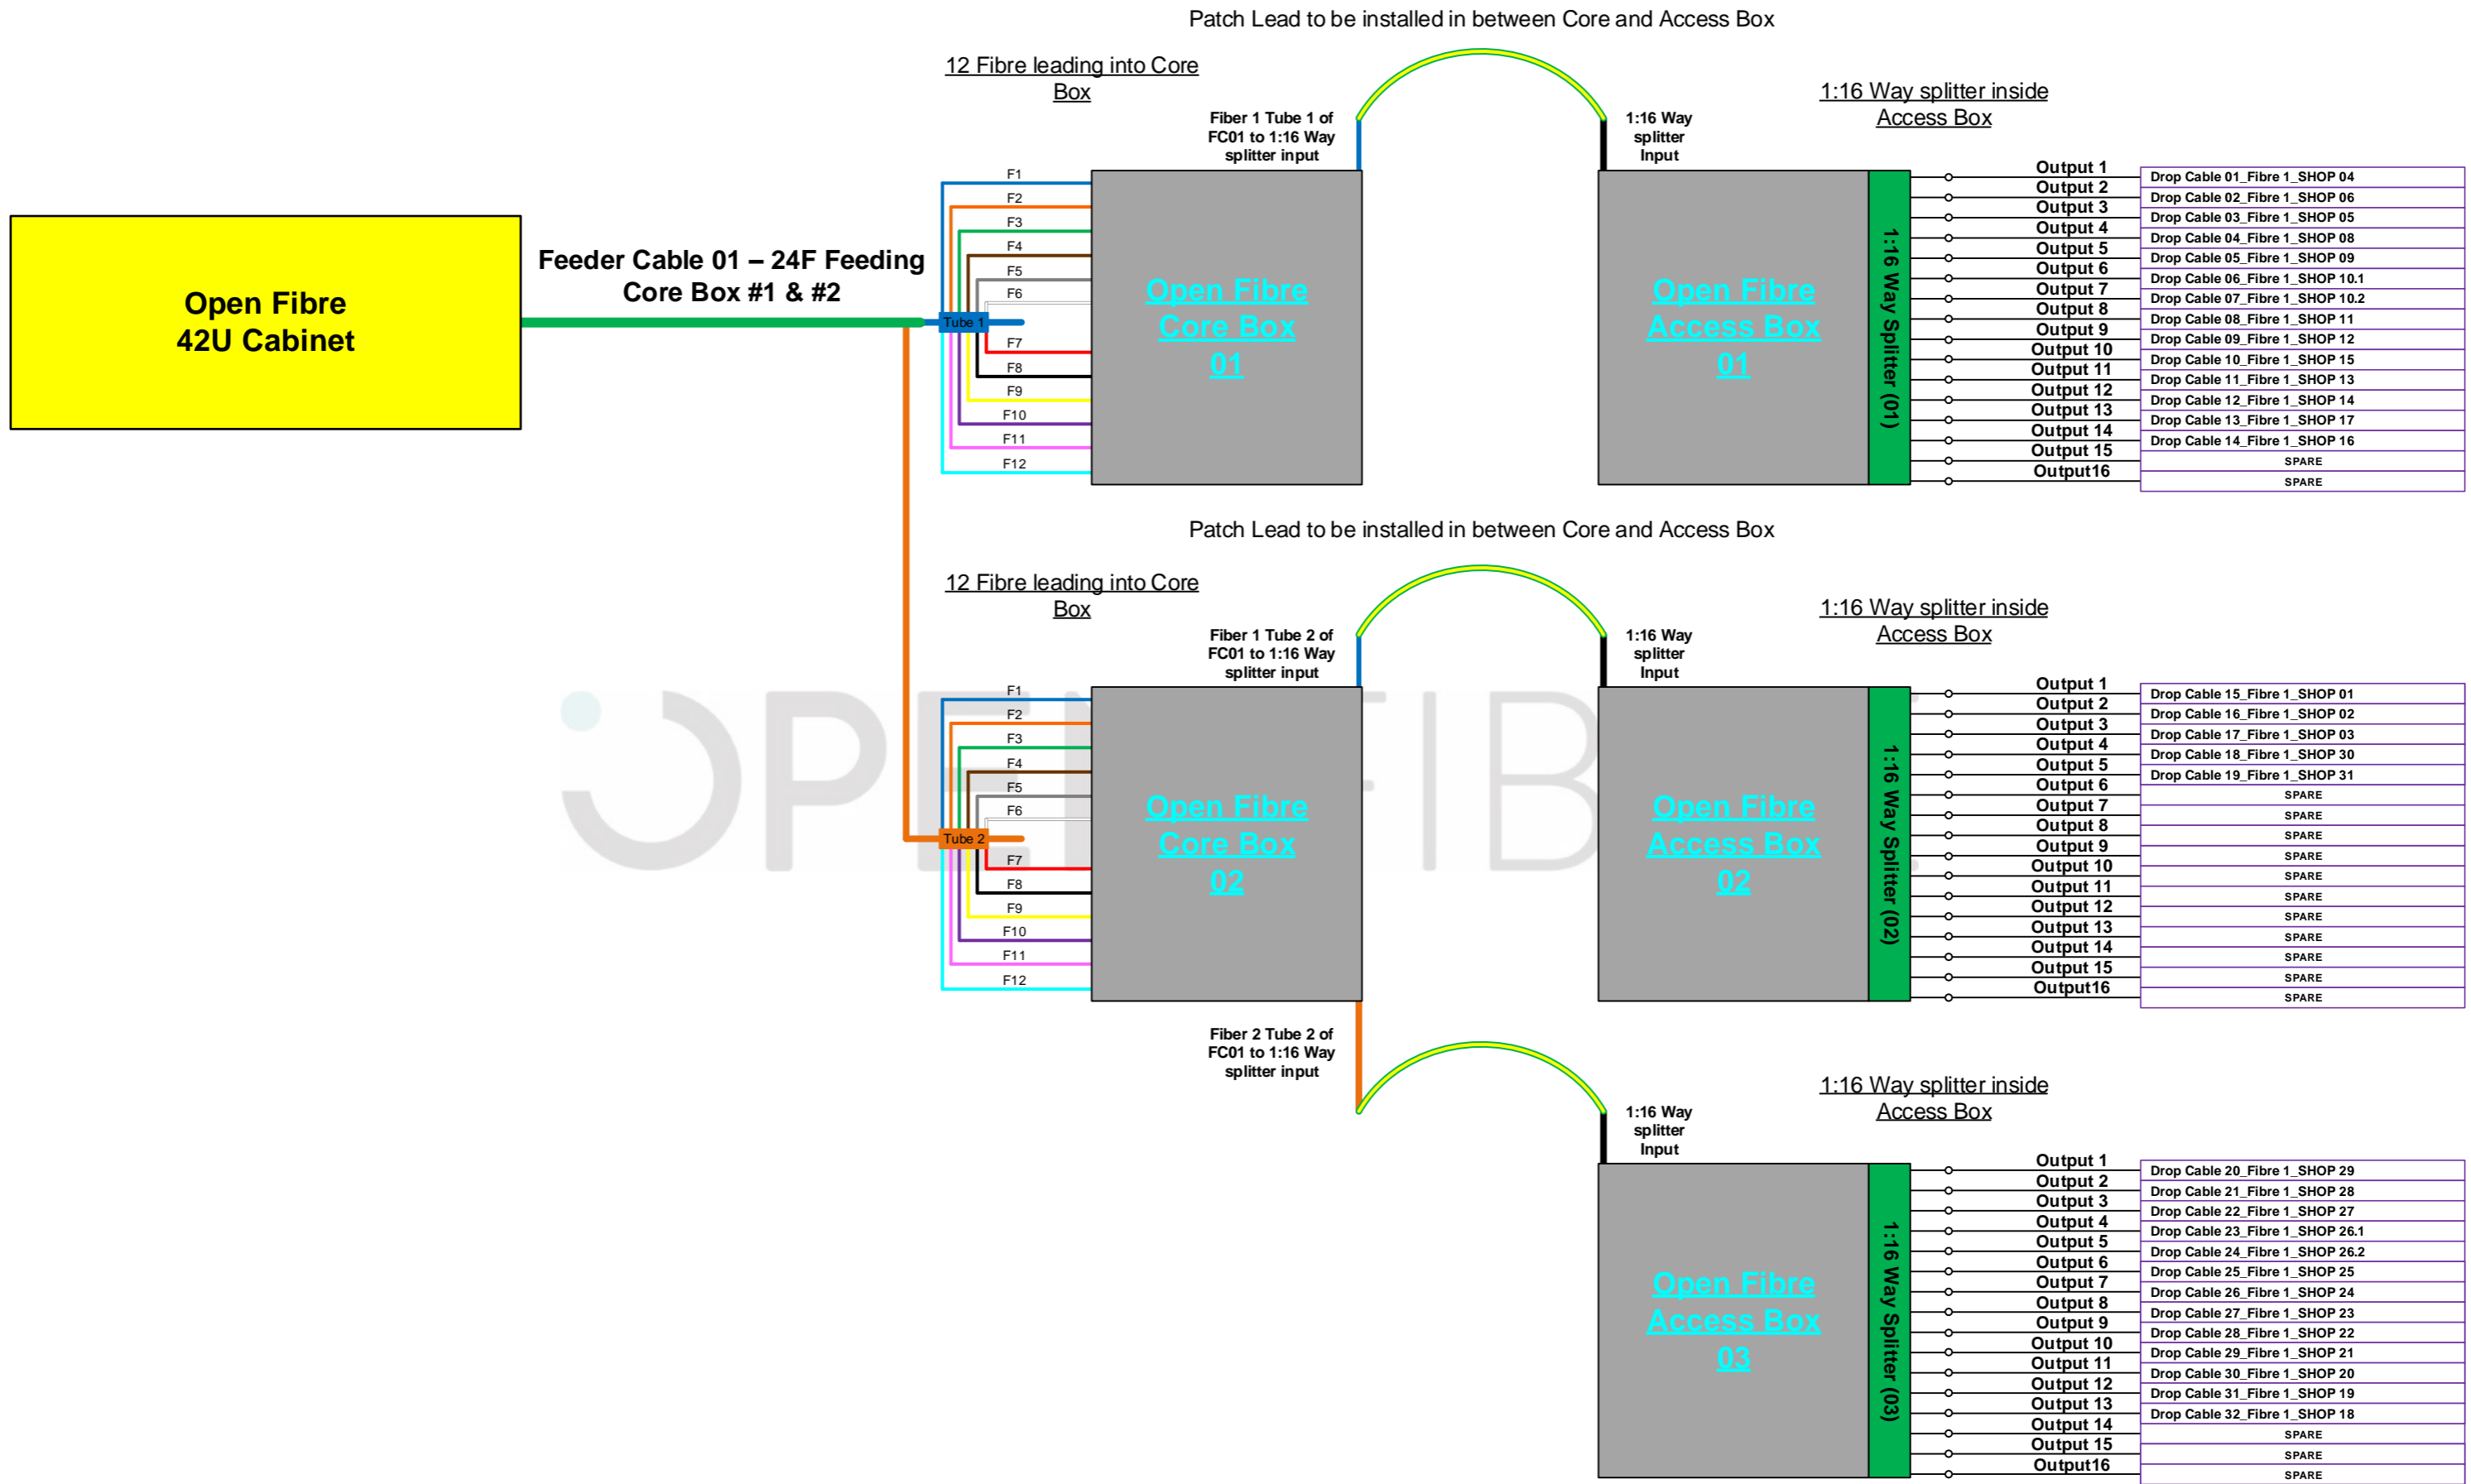 Patch Lead to be installed in between Core and Access Box
12 Fibre leading into Core
Box
Fiber 1 Tube 1 of
FC01 to 1:16 Way
splitter input
1:16 Way
splitter
Input
1:16 Way splitter inside
Access Box
Open Fibre
42U Cabinet
Feeder Cable 01 – 24F Feeding
Core Box #1 & #2
Tube 1
F1
F2
F3
F4
F5
F6
F7
F8
F9
F10
F11
F12
Open Fibre
Core Box
01
Open Fibre
Access Box
01
1:16 Way Splitter (01)
Output 1 Drop Cable 01_Fibre 1_SHOP 04
Output 2 Drop Cable 02_Fibre 1_SHOP 06
Output 3 Drop Cable 03_Fibre 1_SHOP 05
Output 4 Drop Cable 04_Fibre 1_SHOP 08
Output 5 Drop Cable 05_Fibre 1_SHOP 09
Output 6 Drop Cable 06_Fibre 1_SHOP 10.1
Output 7 Drop Cable 07_Fibre 1_SHOP 10.2
Output 8 Drop Cable 08_Fibre 1_SHOP 11
Output 9 Drop Cable 09_Fibre 1_SHOP 12
Output 10 Drop Cable 10_Fibre 1_SHOP 15
Output 11 Drop Cable 11_Fibre 1_SHOP 13
Output 12 Drop Cable 12_Fibre 1_SHOP 14
Output 13 Drop Cable 13_Fibre 1_SHOP 17
Output 14 Drop Cable 14_Fibre 1_SHOP 16
Output 15 SPARE
Output16 SPARE
Patch Lead to be installed in between Core and Access Box
12 Fibre leading into Core
Box
Fiber 1 Tube 2 of
FC01 to 1:16 Way
splitter input
1:16 Way
splitter
Input
1:16 Way splitter inside
Access Box
Tube 2
F1
F2
F3
F4
F5
F6
F7
F8
F9
F10
F11
F12
Open Fibre
Core Box
02
Open Fibre
Access Box
02
1:16 Way Splitter (02)
Output 1 Drop Cable 15_Fibre 1_SHOP 01
Output 2 Drop Cable 16_Fibre 1_SHOP 02
Output 3 Drop Cable 17_Fibre 1_SHOP 03
Output 4 Drop Cable 18_Fibre 1_SHOP 30
Output 5 Drop Cable 19_Fibre 1_SHOP 31
Output 6 SPARE
Output 7 SPARE
Output 8 SPARE
Output 9 SPARE
Output 10 SPARE
Output 11 SPARE
Output 12 SPARE
Output 13 SPARE
Output 14 SPARE
Output 15 SPARE
Output16 SPARE
Fiber 2 Tube 2 of
FC01 to 1:16 Way
splitter input
1:16 Way
splitter
Input
1:16 Way splitter inside
Access Box
Open Fibre
Access Box
03
1:16 Way Splitter (03)
Output 1 Drop Cable 20_Fibre 1_SHOP 29
Output 2 Drop Cable 21_Fibre 1_SHOP 28
Output 3 Drop Cable 22_Fibre 1_SHOP 27
Output 4 Drop Cable 23_Fibre 1_SHOP 26.1
Output 5 Drop Cable 24_Fibre 1_SHOP 26.2
Output 6 Drop Cable 25_Fibre 1_SHOP 25
Output 7 Drop Cable 26_Fibre 1_SHOP 24
Output 8 Drop Cable 27_Fibre 1_SHOP 23
Output 9 Drop Cable 28_Fibre 1_SHOP 22
Output 10 Drop Cable 29_Fibre 1_SHOP 21
Output 11 Drop Cable 30_Fibre 1_SHOP 20
Output 12 Drop Cable 31_Fibre 1_SHOP 19
Output 13 Drop Cable 32_Fibre 1_SHOP 18
Output 14 SPARE
Output 15 SPARE
Output16 SPARE